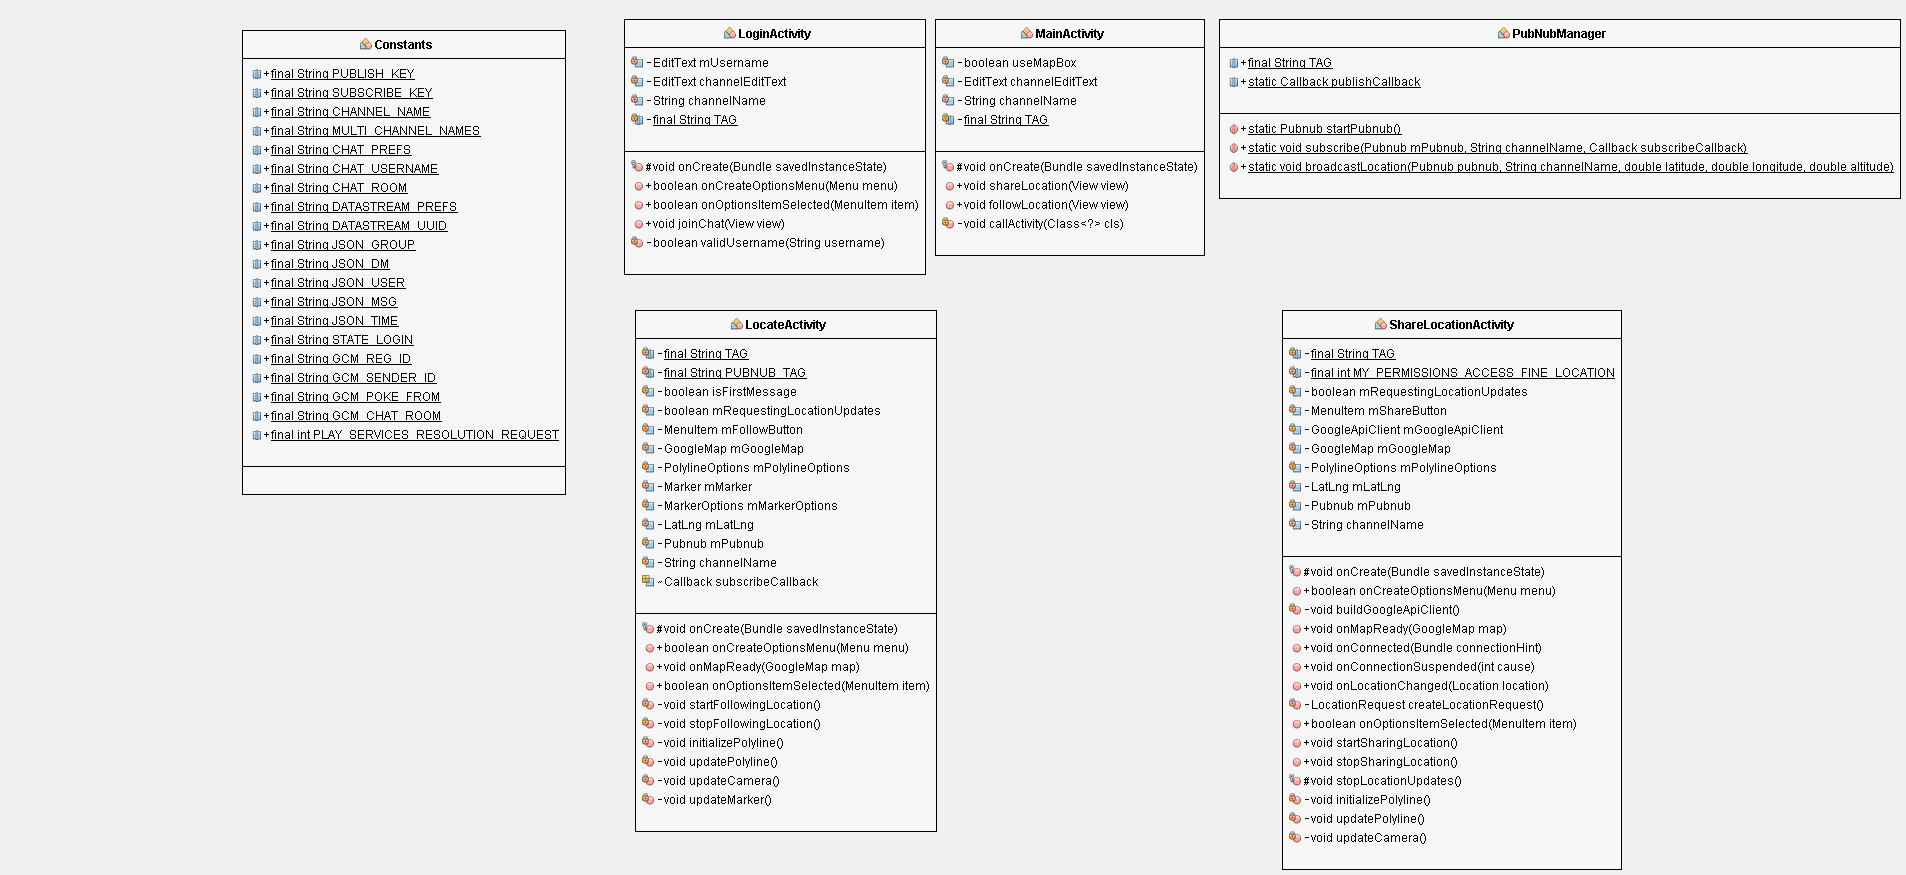 Constants
+final String PUBLISH_KEY
+final String SUBSCRIBE_KEY
+final String CHANNEL_NAME
+final String MULTI_CHANNEL_NAMES
+final String CHAT_PREFS
+final String CHAT_USERNAME
+final String CHAT_ROOM
+final String DATASTREAM_PREFS
+final String DATASTREAM_UUID
+final String JSON_GROUP
+final String JSON_DM
+final String JSON_USER
+final String JSON_MSG
+final String JSON_TIME
+final String STATE_LOGIN
+final String GCM_REG_ID
+final String GCM_SENDER_ID
+final String GCM_POKE_FROM
+final String GCM_CHAT_ROOM
+final int PLAY_SERVICES_RESOLUTION_REQUEST
LoginActivity
-EditText mUsername
-EditText channelEditText
-String channelName
-final String TAG
#void onCreate(Bundle savedInstanceState)
+boolean onCreateOptionsMenu(Menu menu)
+boolean onOptionsItemSelected(MenuItem item)
+void joinChat(View view)
-boolean validUsername(String username)
MainActivity
-boolean useMapBox
-EditText channelEditText
-String channelName
-final String TAG
#void onCreate(Bundle savedInstanceState)
+void shareLocation(View view)
+void followLocation(View view)
-void callActivity(Class<?> cls)
PubNubManager
+final String TAG
+static Callback publishCallback
+static Pubnub startPubnub()
+static void subscribe(Pubnub mPubnub, String channelName, Callback subscribeCallback)
+static void broadcastLocation(Pubnub pubnub, String channelName, double latitude, double longitude, double altitude)
LocateActivity
-final String TAG
-final String PUBNUB_TAG
-boolean isFirstMessage
-boolean mRequestingLocationUpdates
-MenuItem mFollowButton
-GoogleMap mGoogleMap
-PolylineOptions mPolylineOptions
-Marker mMarker
-MarkerOptions mMarkerOptions
-LatLng mLatLng
-Pubnub mPubnub
-String channelName
~Callback subscribeCallback
#void onCreate(Bundle savedInstanceState)
+boolean onCreateOptionsMenu(Menu menu)
+void onMapReady(GoogleMap map)
+boolean onOptionsItemSelected(MenuItem item)
-void startFollowingLocation()
-void stopFollowingLocation()
-void initializePolyline()
-void updatePolyline()
-void updateCamera()
-void updateMarker()
ShareLocationActivity
-final String TAG
-final int MY_PERMISSIONS_ACCESS_FINE_LOCATION
-boolean mRequestingLocationUpdates
-MenuItem mShareButton
-GoogleApiClient mGoogleApiClient
-GoogleMap mGoogleMap
-PolylineOptions mPolylineOptions
-LatLng mLatLng
-Pubnub mPubnub
-String channelName
#void onCreate(Bundle savedInstanceState)
+boolean onCreateOptionsMenu(Menu menu)
-void buildGoogleApiClient()
+void onMapReady(GoogleMap map)
+void onConnected(Bundle connectionHint)
+void onConnectionSuspended(int cause)
+void onLocationChanged(Location location)
-LocationRequest createLocationRequest()
+boolean onOptionsItemSelected(MenuItem item)
+void startSharingLocation()
+void stopSharingLocation()
#void stopLocationUpdates()
-void initializePolyline()
-void updatePolyline()
-void updateCamera()